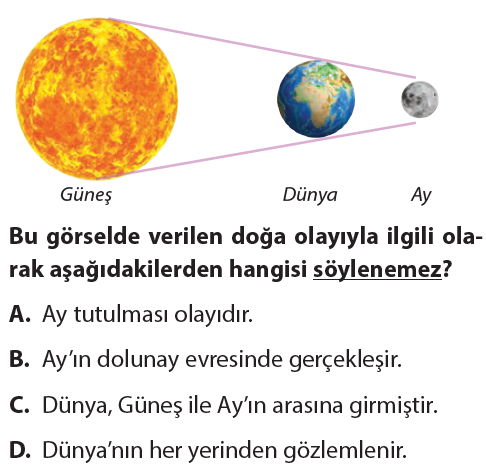 Güneş
Dünya
Ay
Bu görselde verilen doğa olayıyla ilgili ola-
rak aşağıdakilerden hangisi söylenemez?
A. Ay tutulması olayıdır.
B. Ay'ın dolunay evresinde gerçekleşir.
C. Dünya, Güneş ile Ay'ın arasına girmiştir.
D. Dünya'nın her yerinden gözlemlenir.